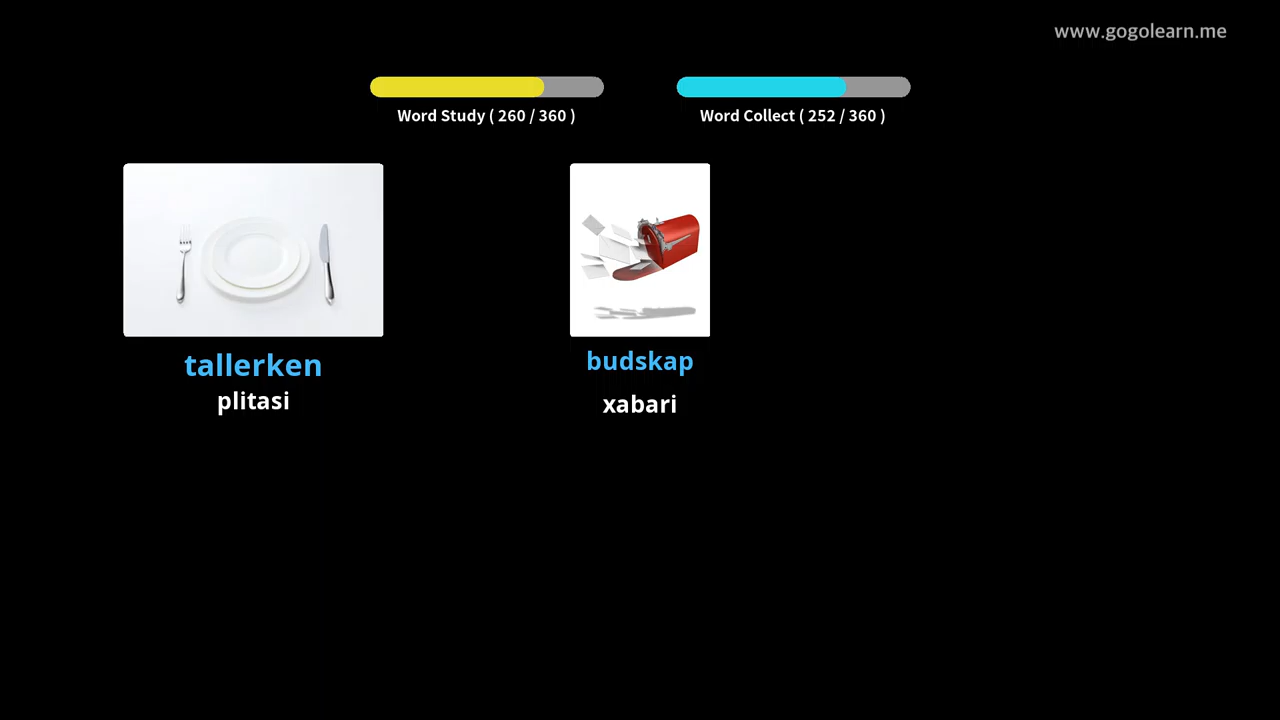 www.gogolearn.me
Word Study ( 260 / 360 )
Word Collect ( 252 / 360 )
tallerken
plitasi
budskap
xabari